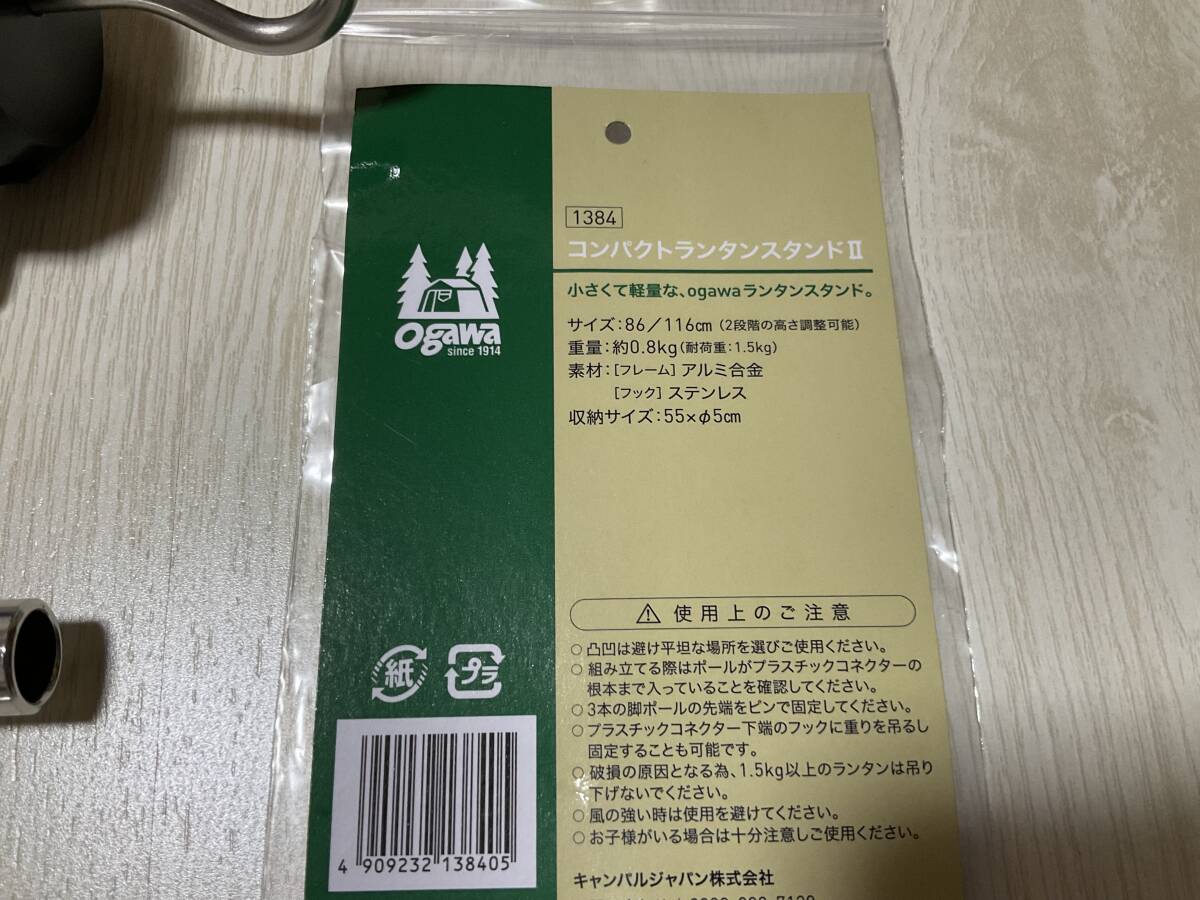 1384
コンパクトランタンスタンドⅡ
小さくて軽量な、ogawaランタンスタンド。
サイズ:86／116㎝（2段階の高さ調整可能）
重量:約0.8kg(耐荷重:1.5kg)
素材:［フレーム］アルミ合金
［フック］ステンレス
収納サイズ:55×φ5㎝
ogawa
since 1914
使用上のご注意
○凸凹は避け平坦な場所を選びご使用ください。
○組み立てる際はポールがプラスチックコネクターの
根本まで入っていることを確認してください。
○3本の脚ポールの先端をピンで固定してください。
○プラスチックコネクター下端のフックに重りを吊るし
固定することも可能です。
○破損の原因となる為、1.5kg以上のランタンは吊り
下げないでください。
○風の強い時は使用を避けてください。
○お子様がいる場合は十分注意しご使用ください。
キャンパルジャパン株式会社
紙
プラ
4 909232 138405